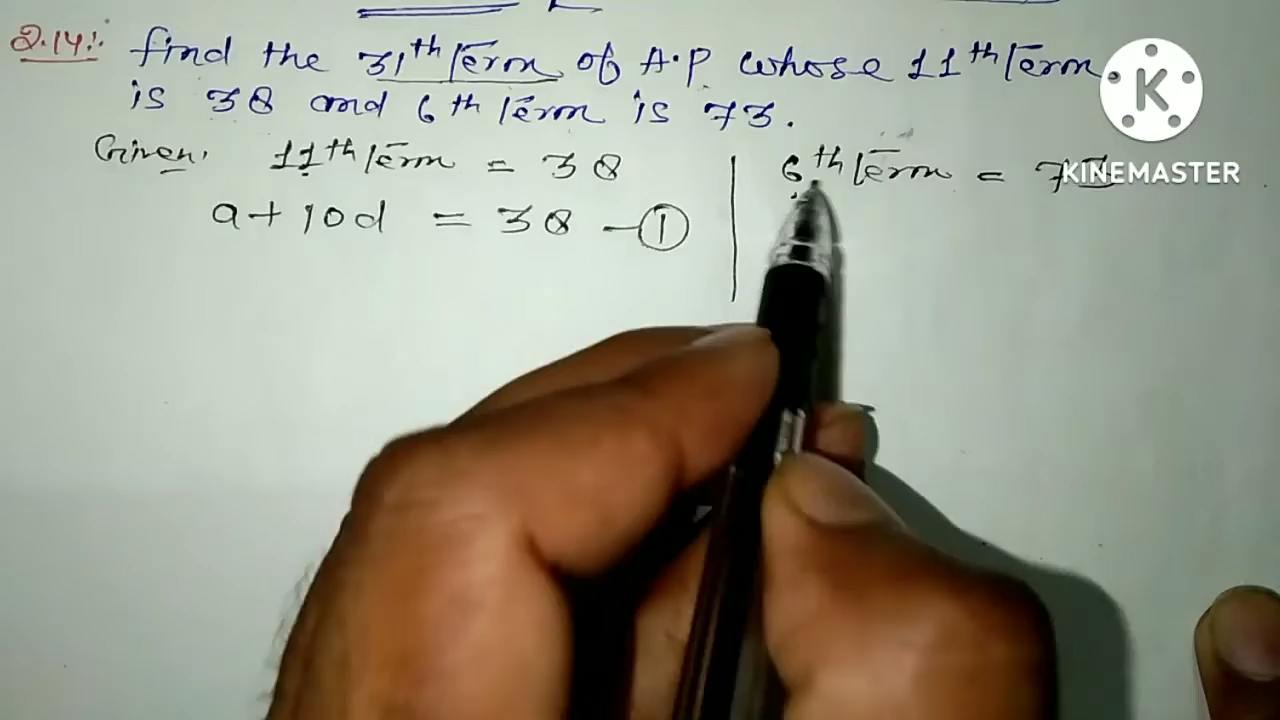 Q.14:- find the 31th term of A.P whose 11th term
is 38 and 6th term is 73.
Given, 11th term = 38
6th term = 73
a + 10d = 38 - ①
K
KINEMASTER